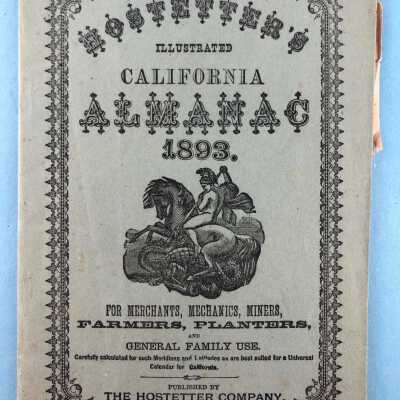 HOSTETTER'S
ILLUSTRATED
CALIFORNIA
ALMANAC
1893.
FOR MERCHANTS, MECHANICS, MINERS,
FARMERS, PLANTERS,
AND
GENERAL FAMILY USE.
Carefully calculated for such Meridians and Latitudes as are best suited for a Universal
Calendar for California.
PUBLISHED BY
THE HOSTETTER COMPANY,